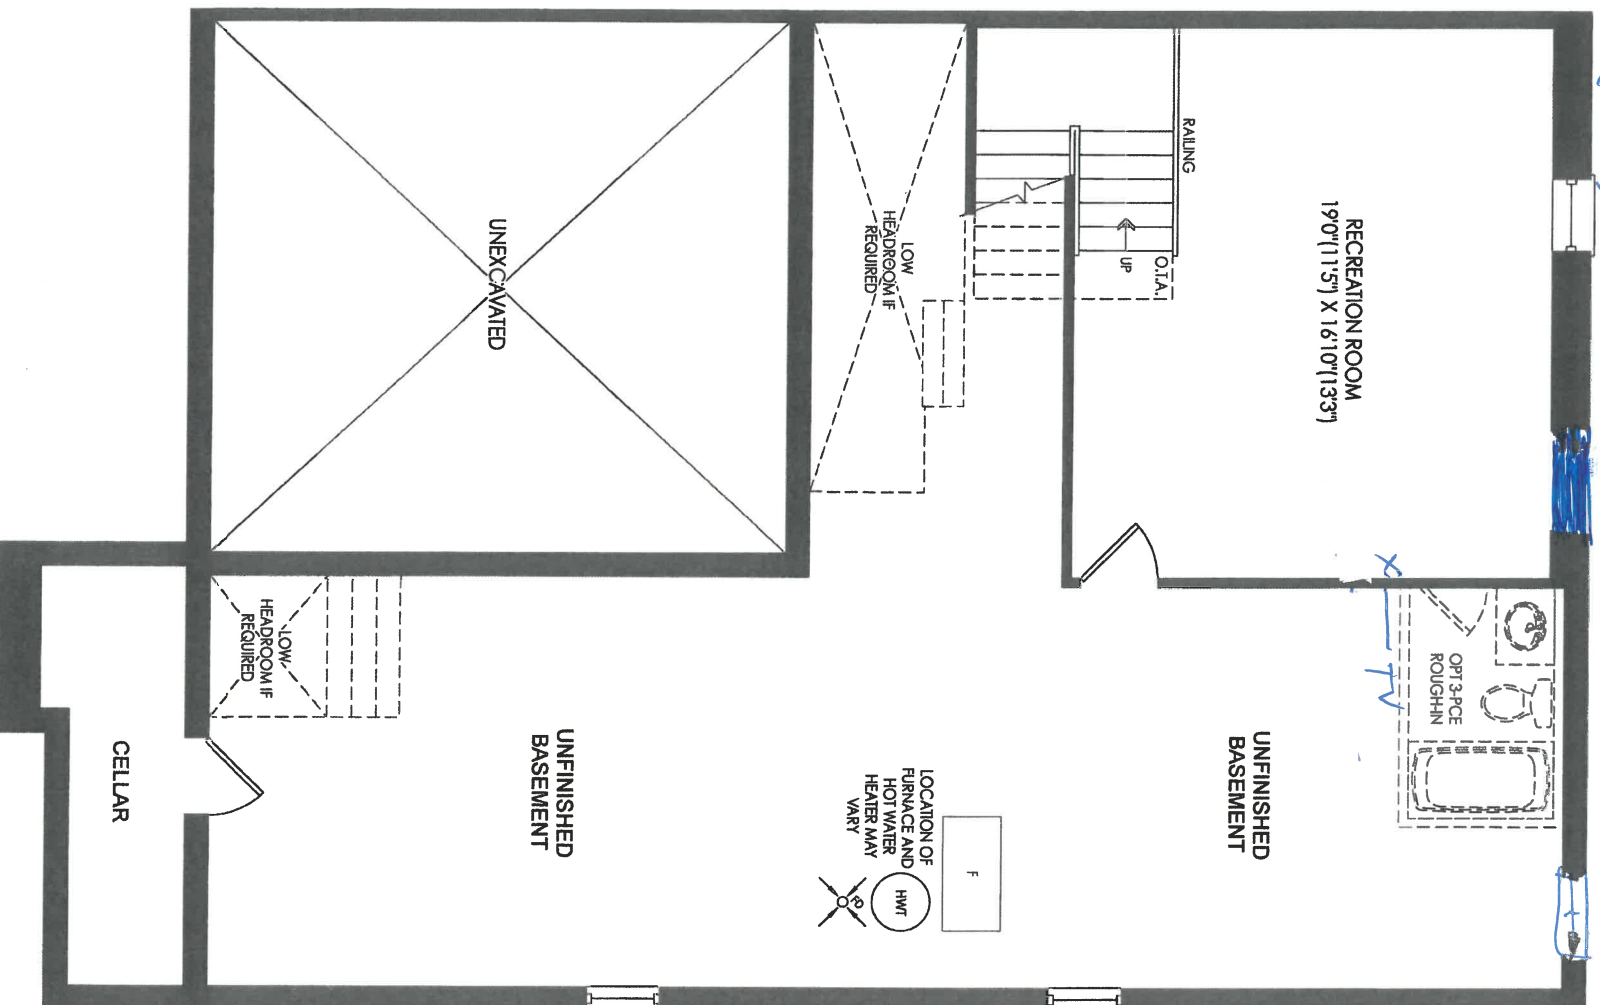 RAILING
RECREATION ROOM
19'0"(11'5") X 16'10"(13'3")
UP
O.T.A.
LOW
HEADROOM IF
REQUIRED
UNEXCAVATED
X
TV
OPT 3-PCE
ROUGH-IN
UNFINISHED
BASEMENT
LOCATION OF
FURNACE AND
HOT WATER
HEATER MAY
VARY
F
HWT
FD
UNFINISHED
BASEMENT
LOW
HEADROOM IF
REQUIRED
CELLAR